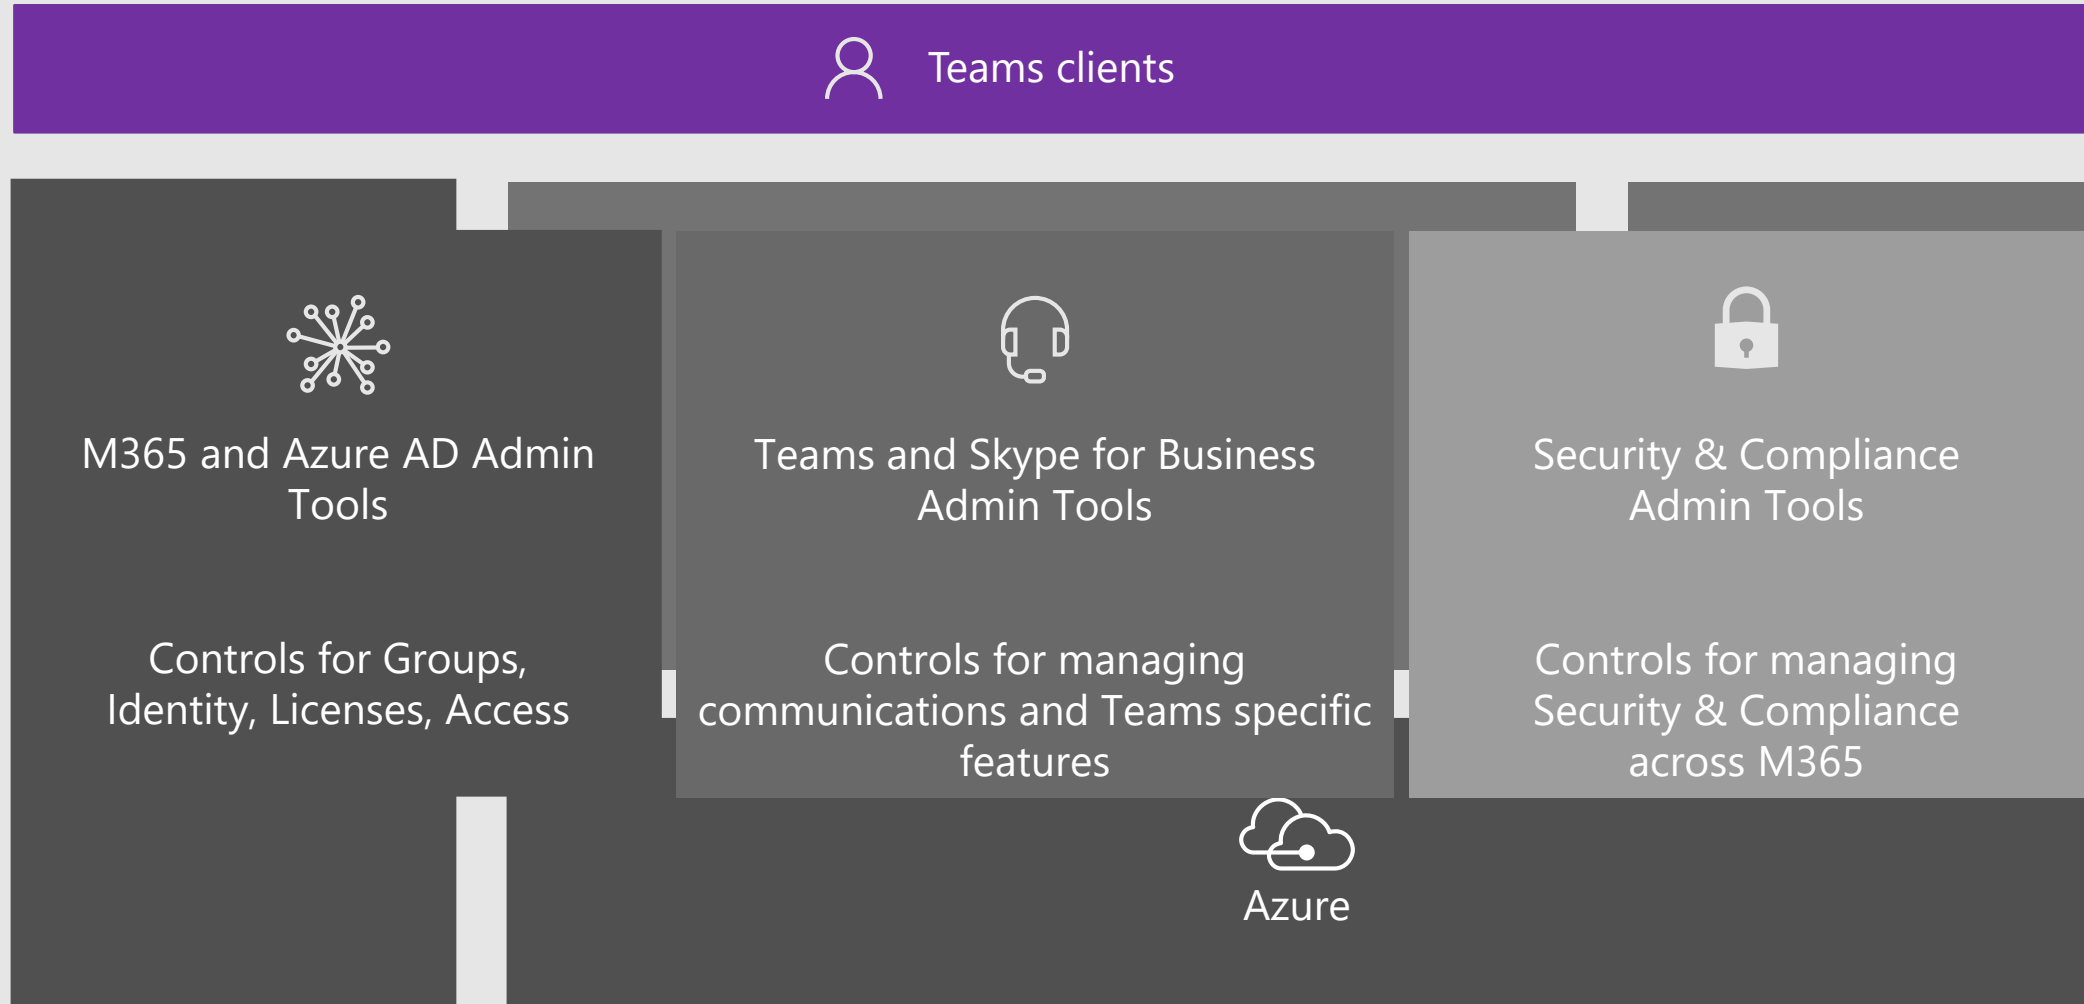 Teams clients
M365 and Azure AD Admin
Tools
Controls for Groups,
Identity, Licenses, Access
Teams and Skype for Business
Admin Tools
Controls for managing
communications and Teams specific
features
Security & Compliance
Admin Tools
Controls for managing
Security & Compliance
across M365
Azure